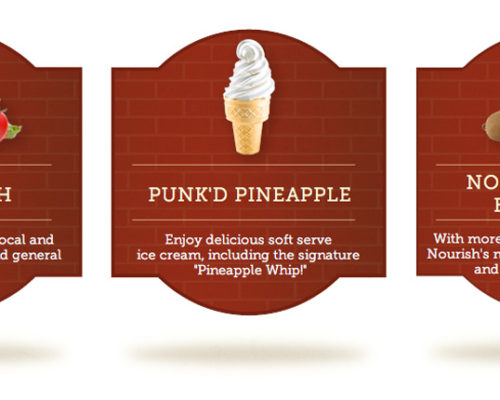 H
ocal and
d general
PUNK'D PINEAPPLE
Enjoy delicious soft serve
ice cream, including the signature
"Pineapple Whip!"
NO
With more
Nourish's n
and